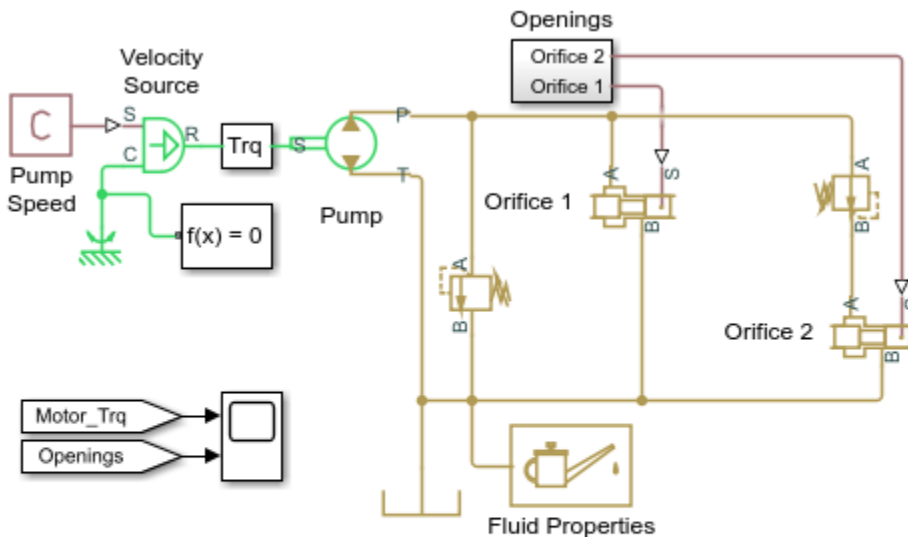 Openings
Orifice 2
Orifice 1
Velocity
Source
S
C
R
C
Pump
Speed
Trq
S
P
T
Pump
f(x) = 0
A
S
B
Orifice 1
A
B
A
B
A
B
Orifice 2
Motor_Trq
Openings
Fluid Properties